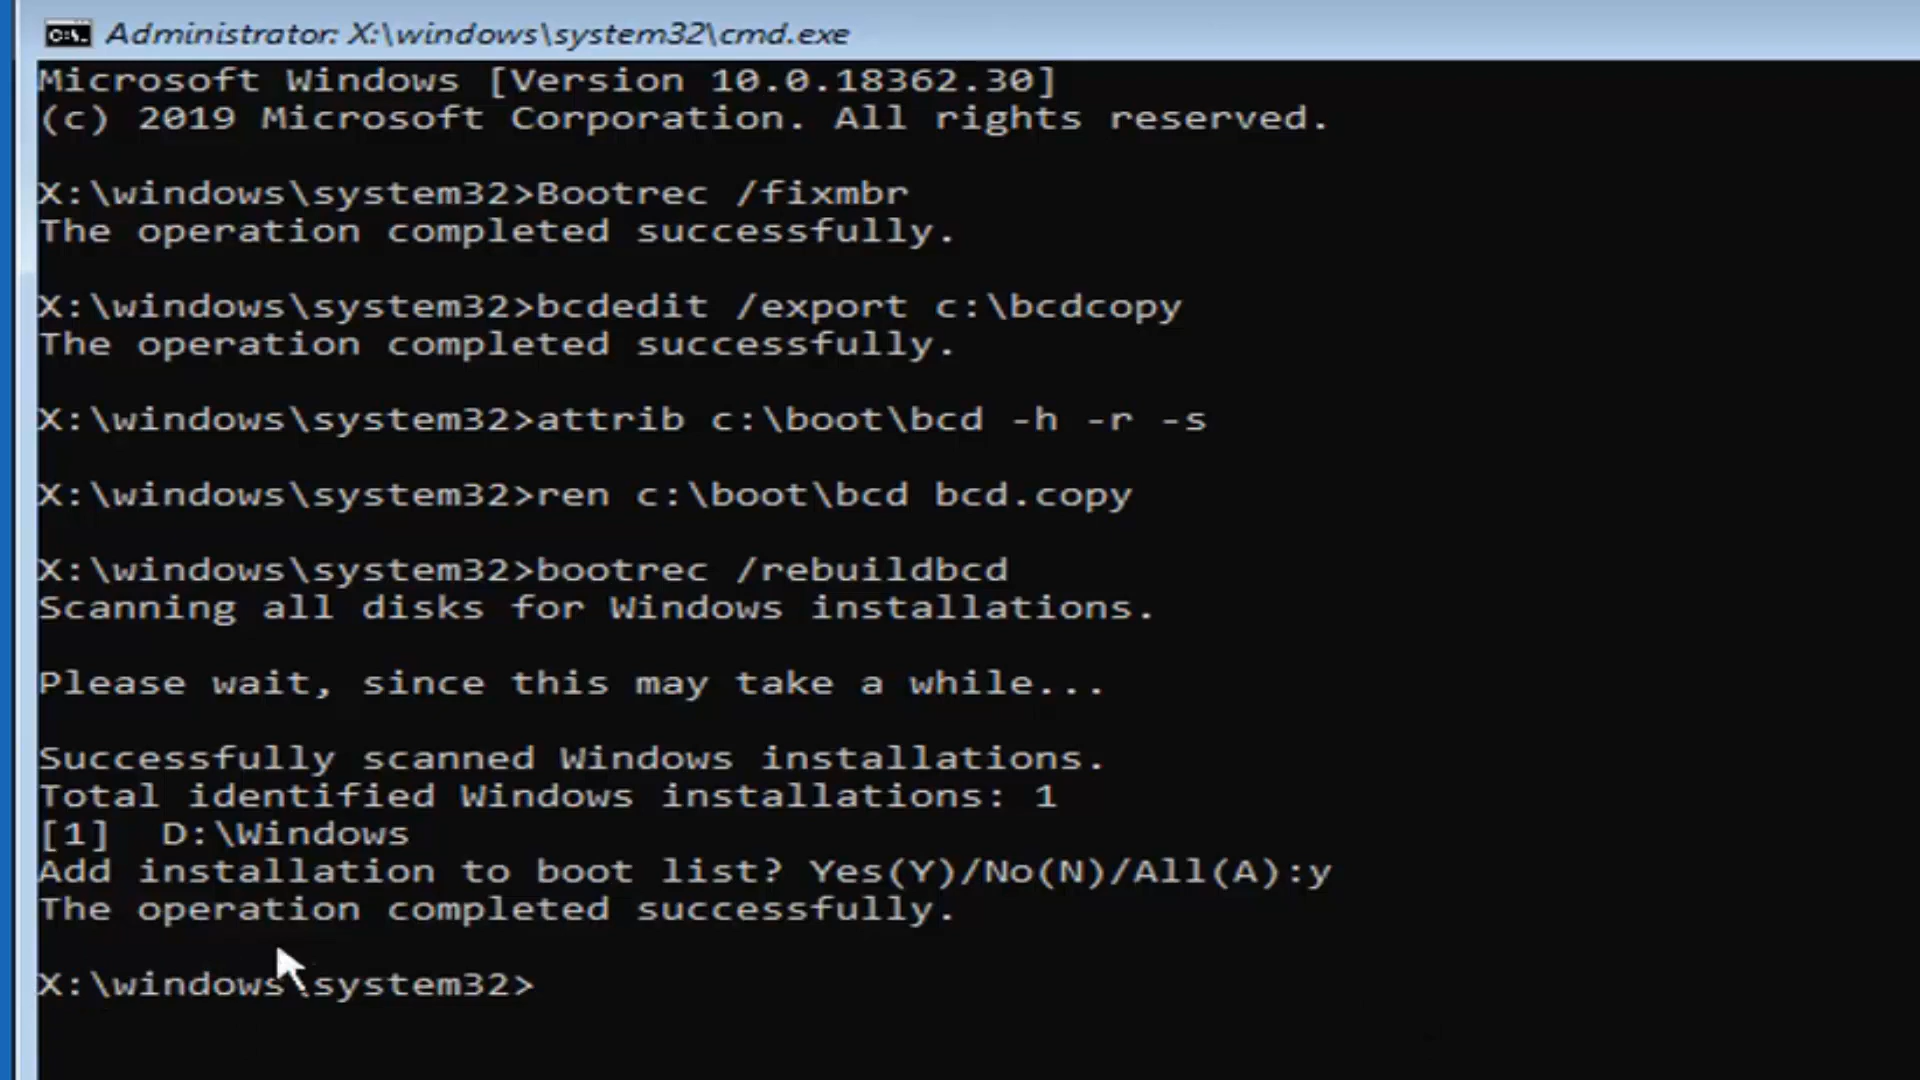 Administrator: X:\windows\system32\cmd.exe
Microsoft Windows [Version 10.0.18362.30]
(c) 2019 Microsoft Corporation. All rights reserved.
X:\windows\system32>Bootrec /fixmbr
The operation completed successfully.
X:\windows\system32>bcdedit /export c:\bcdcopy
The operation completed successfully.
X:\windows\system32>attrib c:\boot\bcd -h -r -s
X:\windows\system32>ren c:\boot\bcd bcd.copy
X:\windows\system32>bootrec /rebuildbcd
Scanning all disks for Windows installations.
Please wait, since this may take a while...
Successfully scanned Windows installations.
Total identified Windows installations: 1
[1]  D:\Windows
Add installation to boot list? Yes(Y)/No(N)/All(A):y
The operation completed successfully.
X:\windows\system32>